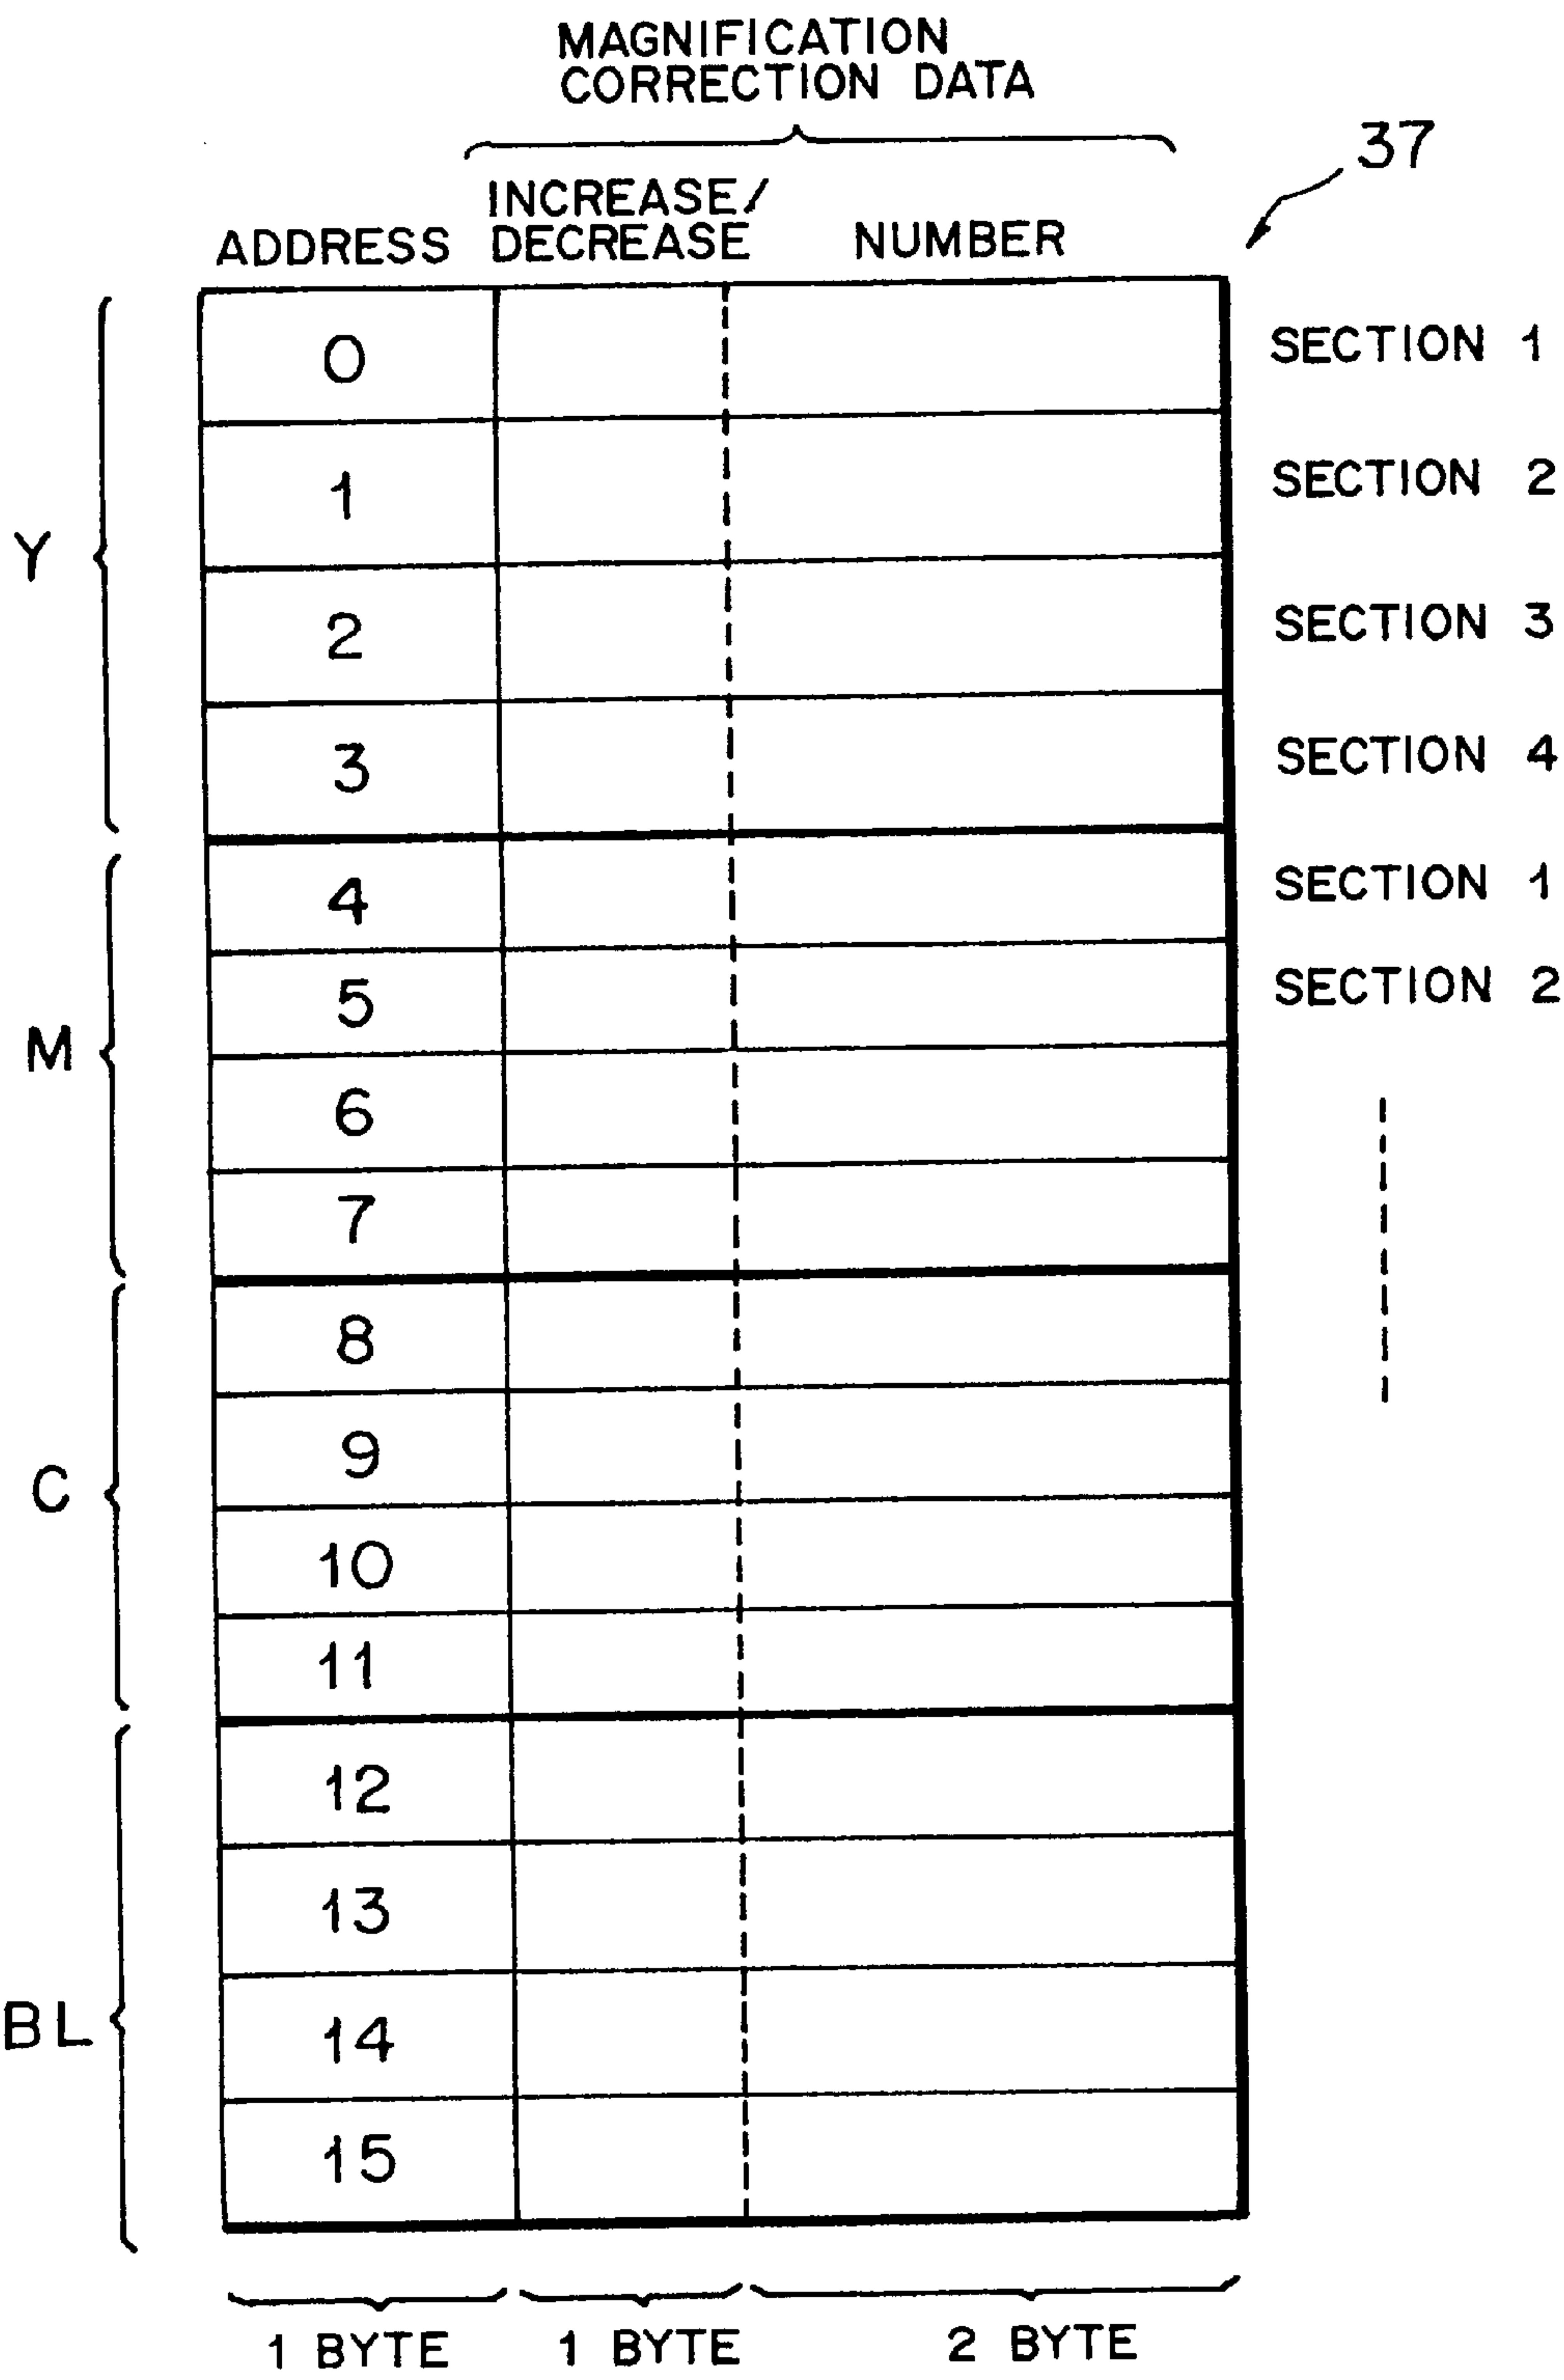 MAGNIFICATION
CORRECTION DATA
37
INCREASE/
ADDRESS DECREASE NUMBER
0 SECTION 1
1 SECTION 2
Y
2 SECTION 3
3 SECTION 4
4 SECTION 1
5 SECTION 2
M
6
7
8
9
C
10
11
12
13
BL
14
15
1 BYTE 1 BYTE 2 BYTE